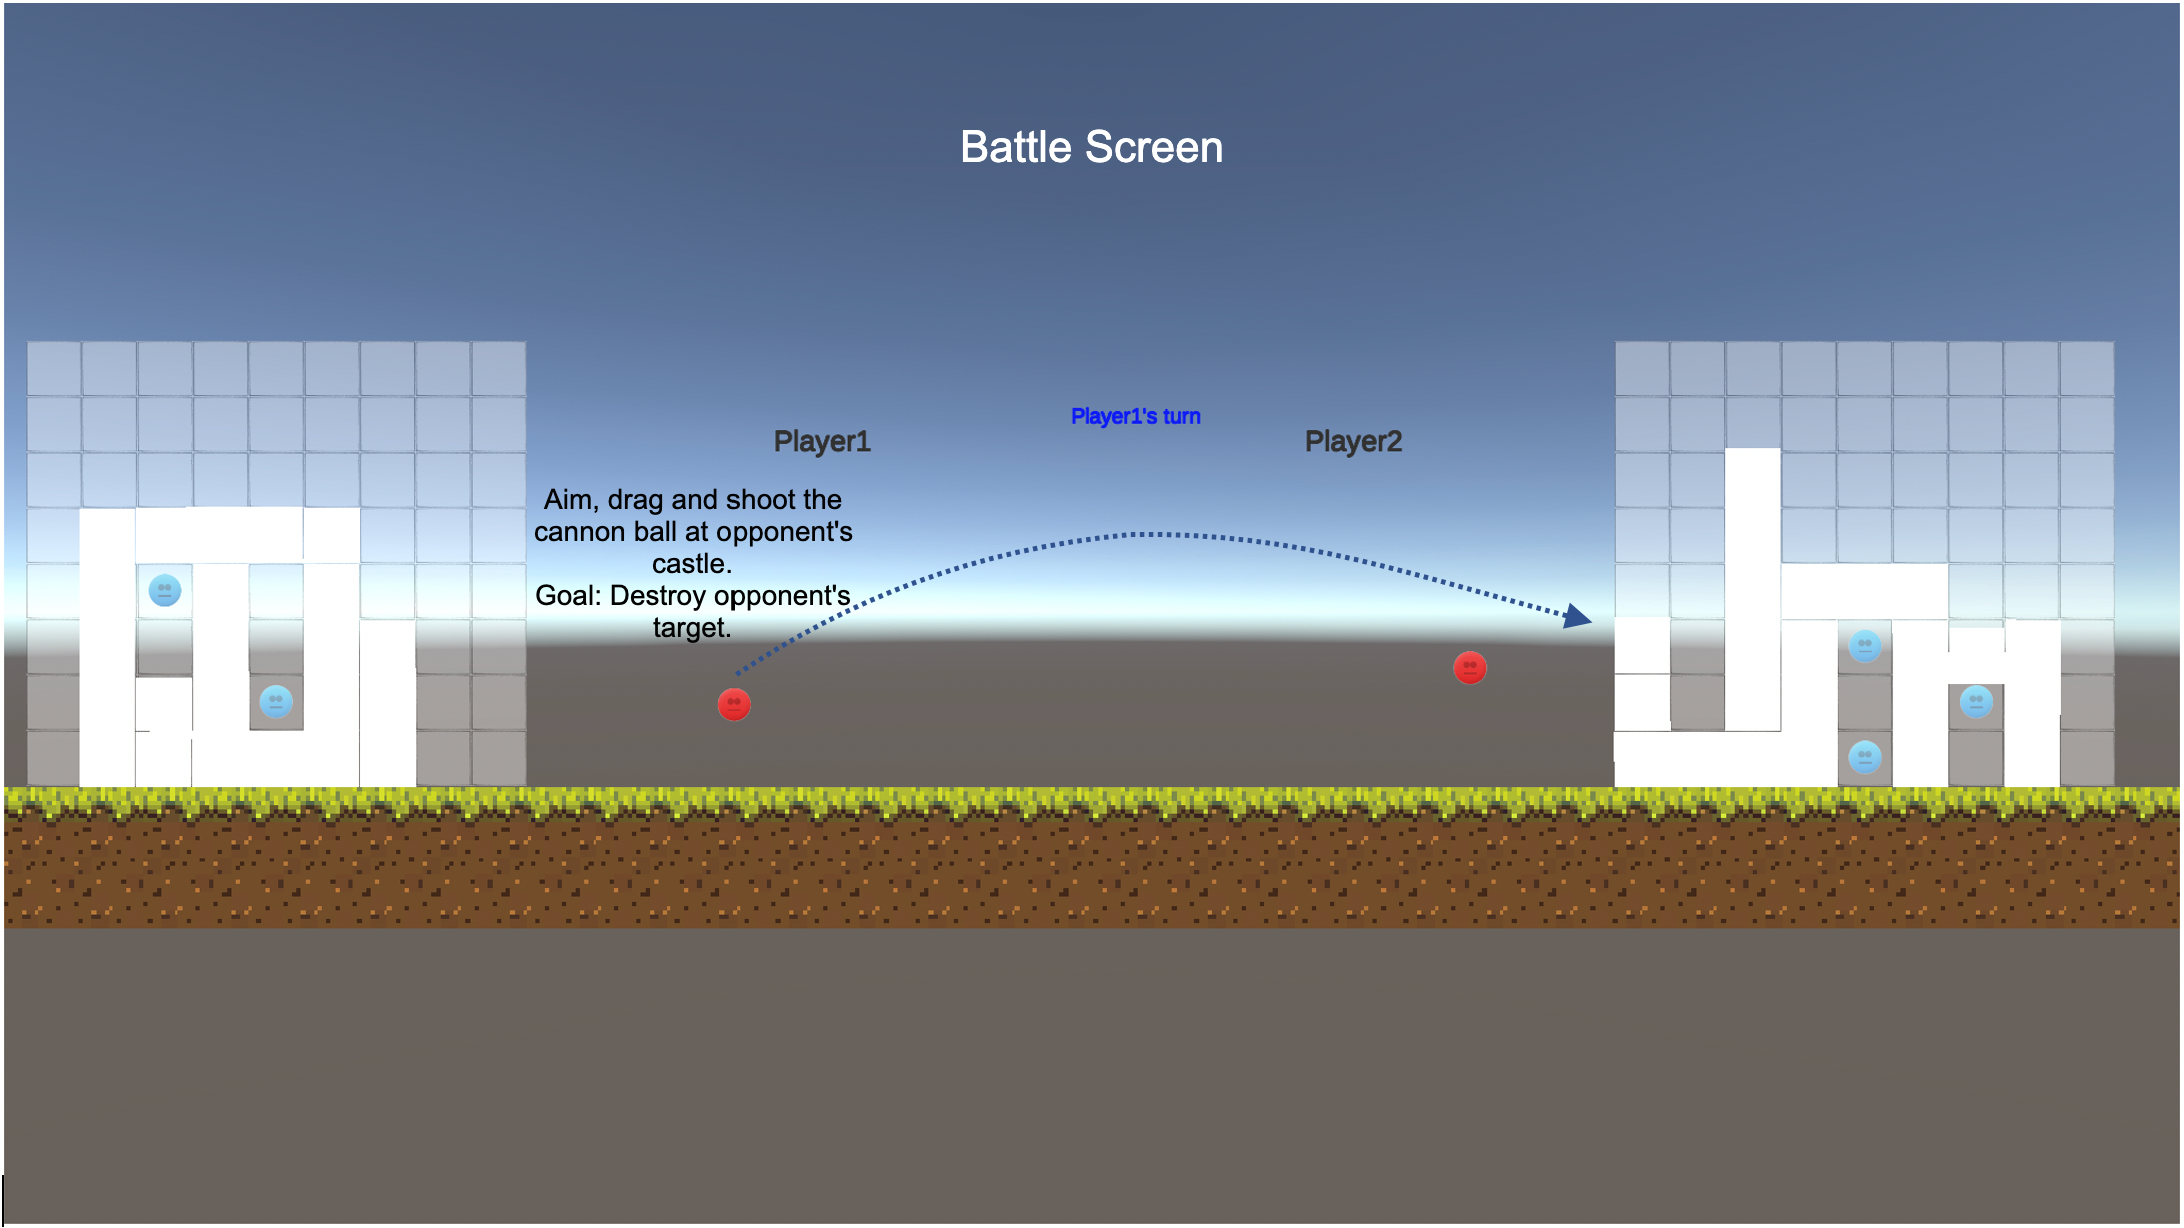 Battle Screen
Player1's turn
Player1
Player2
Aim, drag and shoot the
cannon ball at opponent's
castle.
Goal: Destroy opponent's
target.